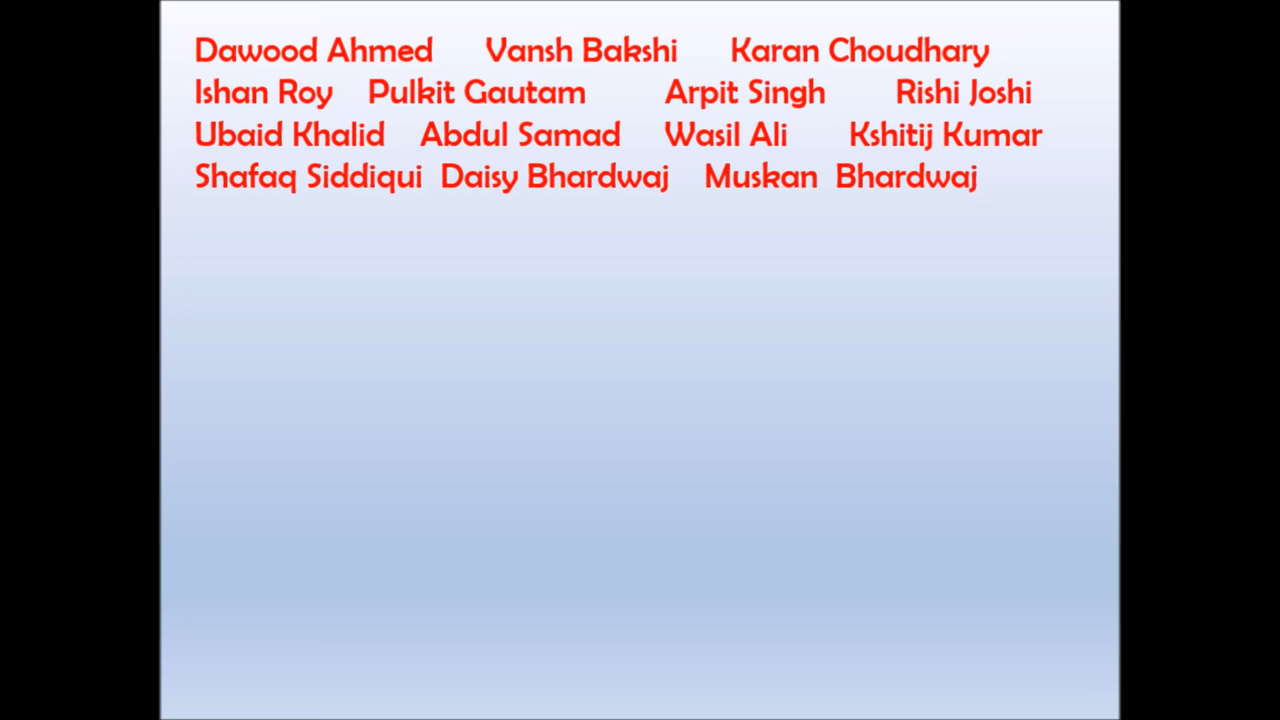 Dawood Ahmed Vansh Bakshi Karan Choudhary
Ishan Roy Pulkit Gautam Arpit Singh Rishi Joshi
Ubaid Khalid Abdul Samad Wasil Ali Kshitij Kumar
Shafaq Siddiqui Daisy Bhardwaj Muskan Bhardwaj